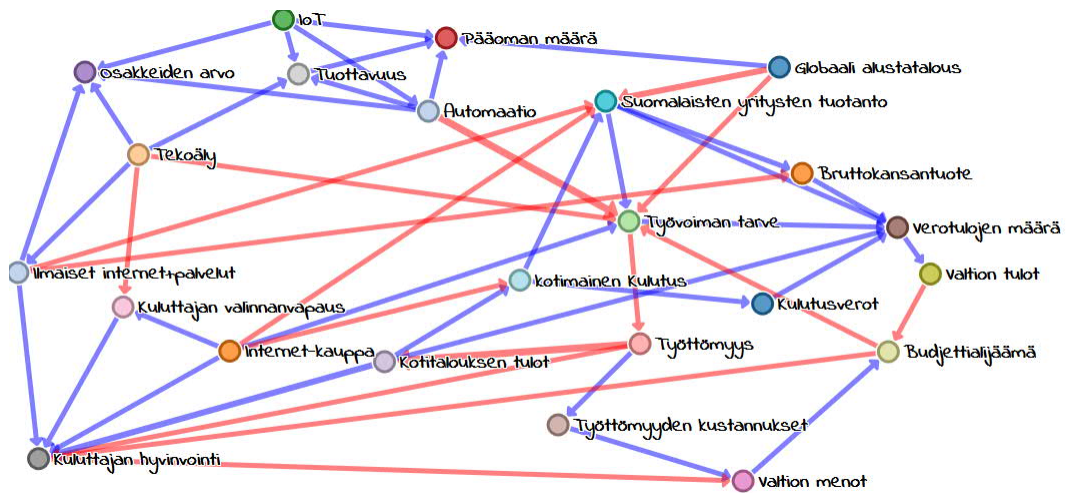 IoT
Pääoman määrä
Globaali alustatalous
Osakkeiden arvo
Tuottavuus
Suomalaisten yritysten tuotanto
Automaatio
Tekoäly
Bruttokansantuote
Työvoiman tarve
Verotulojen määrä
Ilmaiset internet+palvelut
Valtion tulot
kotimainen Kulutus
Kuluttajan valinnanvapaus
Kulutusverot
Työttömyys
Internet-kauppa
Budjettialijäämä
Kotitalouksen tulot
Työttömyyden kustannukset
Kuluttajan hyvinvointi
Valtion menot